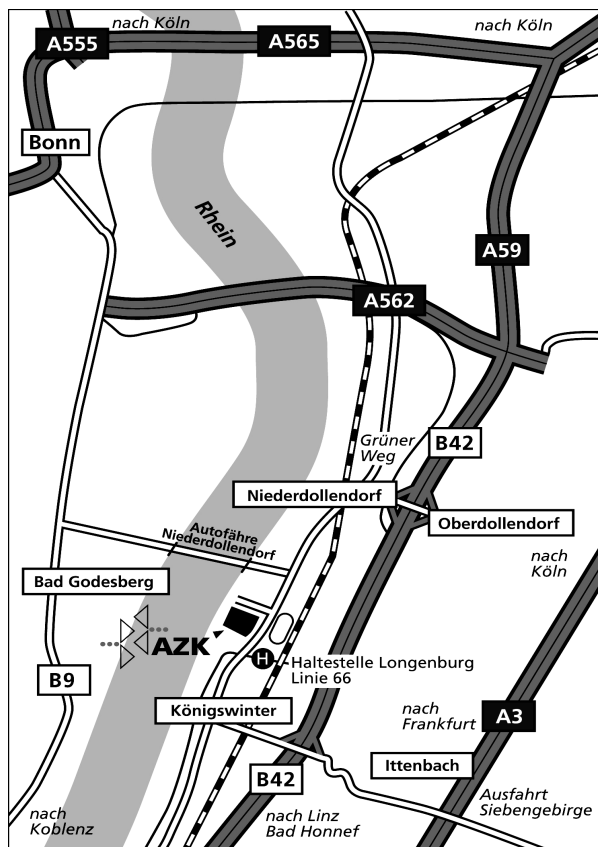 nach Köln
A555
A565
nach Köln
Bonn
Rhein
A59
A562
Grüner
Weg
B42
Niederdollendorf
Oberdollendorf
Autofähre
Niederdollendorf
nach
Köln
Bad Godesberg
AZK
H
Haltestelle Longenburg
Linie 66
B9
Königswinter
nach
Frankfurt
A3
Ittenbach
B42
Ausfahrt
Siebengebirge
nach
Koblenz
nach Linz
Bad Honnef